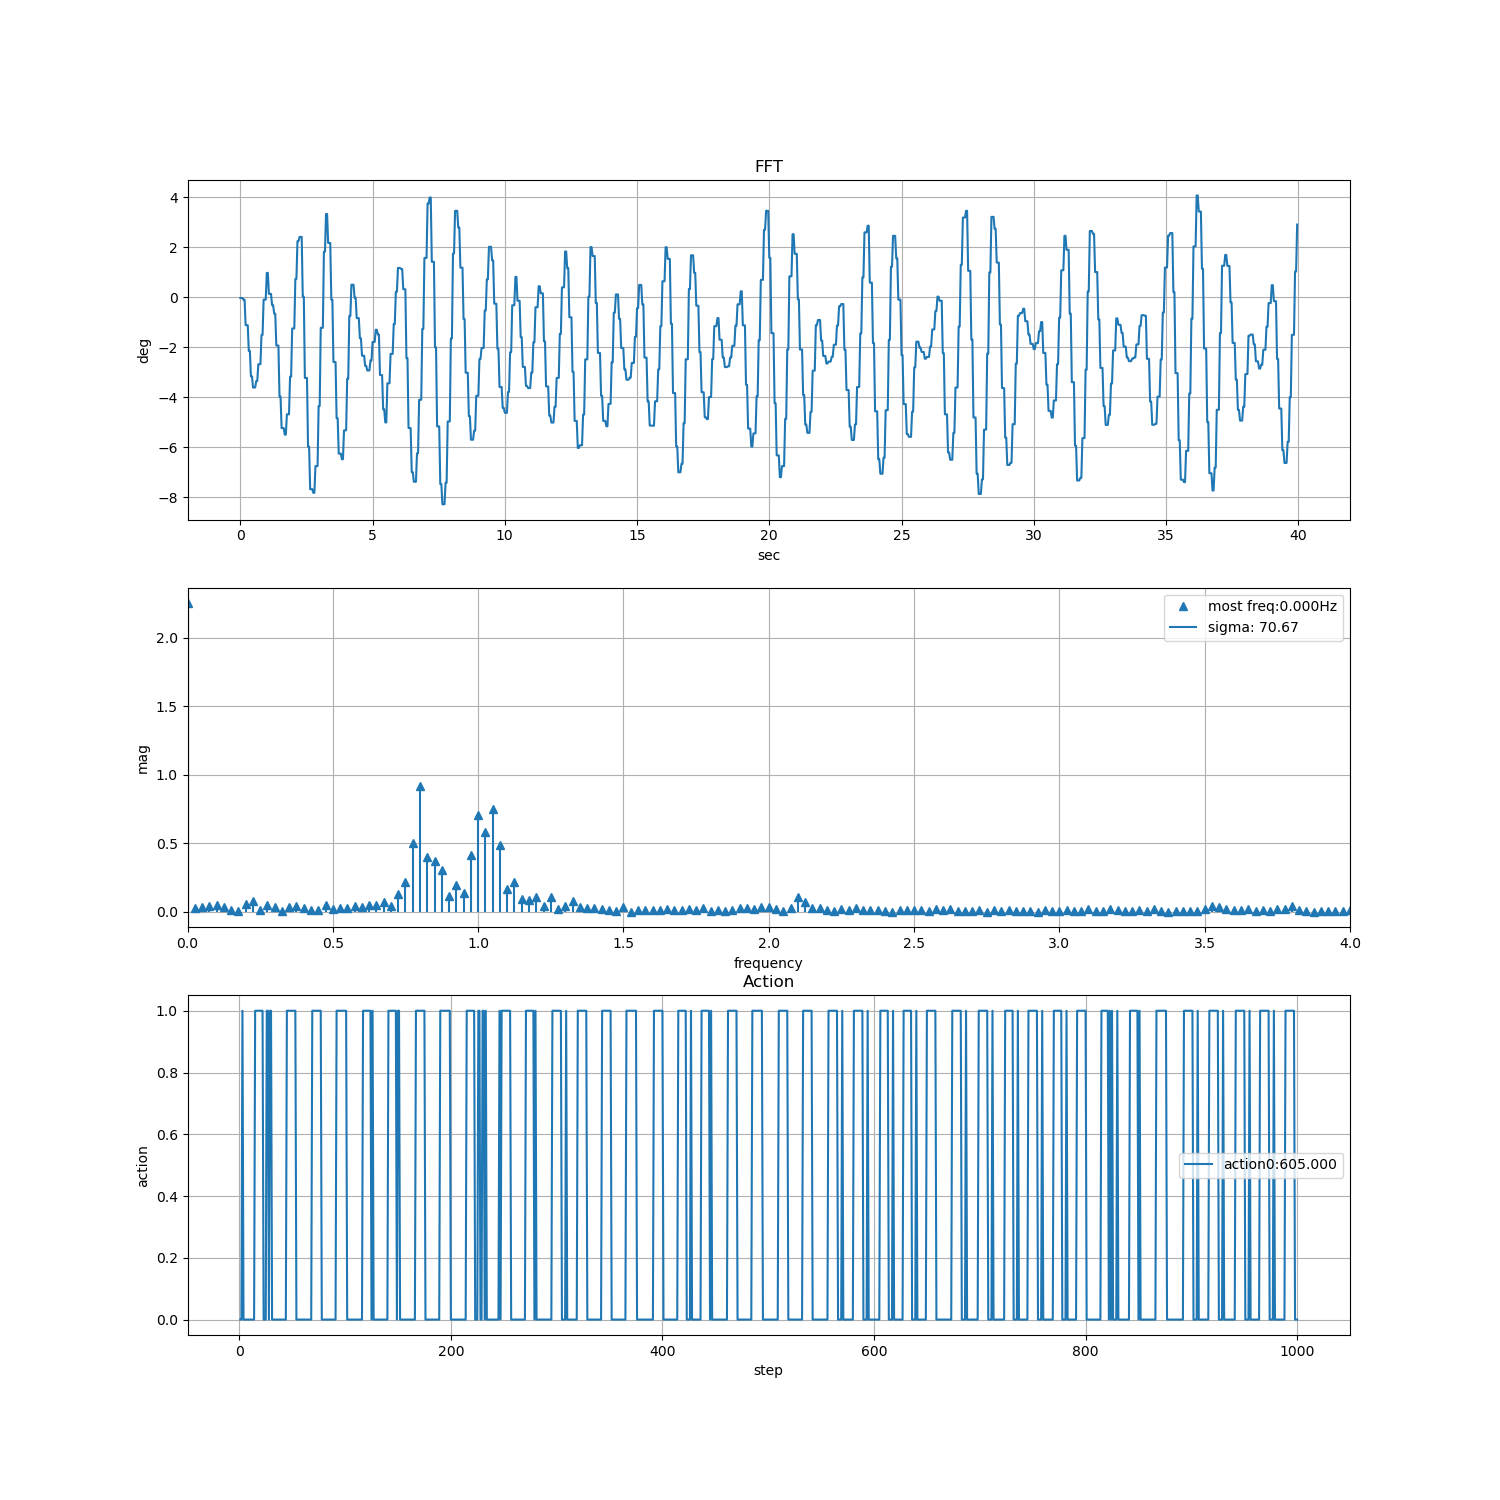 FFT
4
2
0
−2
−4
−6
−8
deg
0 5 10 15 20 25 30 35 40
sec
2.0
1.5
1.0
0.5
0.0
mag
most freq:0.000Hz
sigma: 70.67
0.0 0.5 1.0 1.5 2.0 2.5 3.0 3.5 4.0
frequency
Action
1.0
0.8
0.6
0.4
0.2
0.0
action
action0:605.000
0 200 400 600 800 1000
step